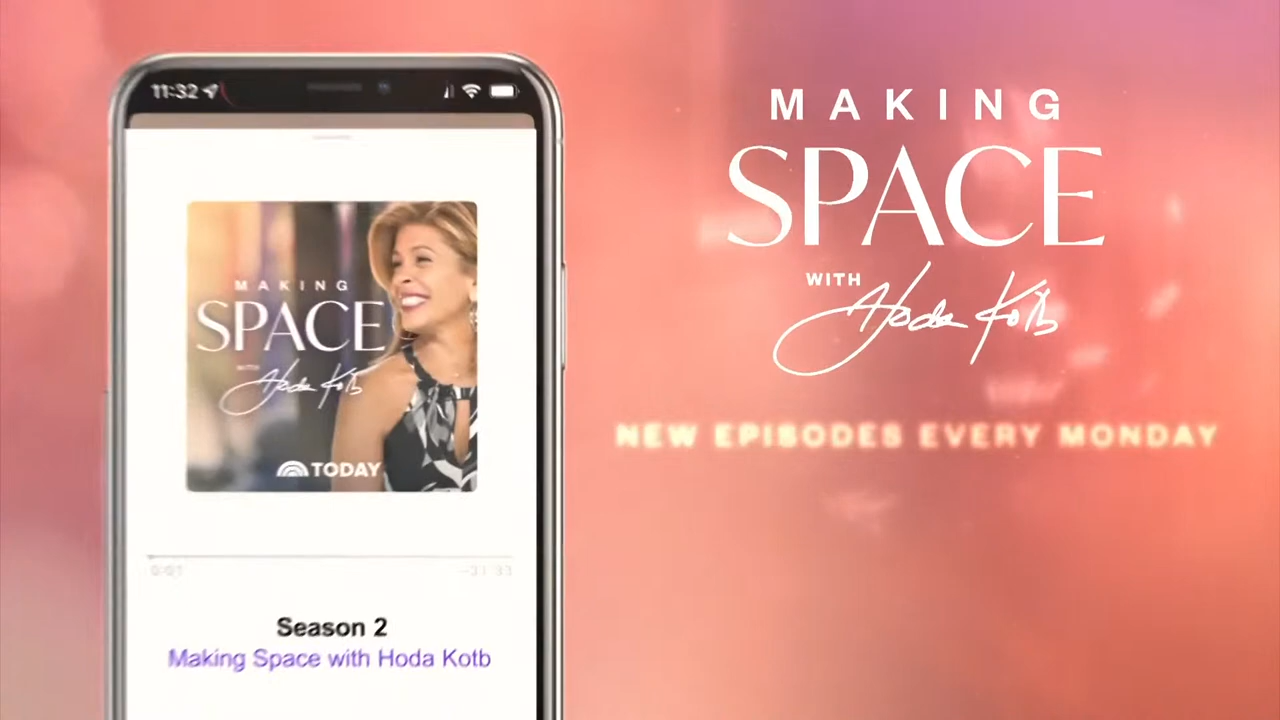 11:32
MAKING
SPACE
WITH
Hoda Kotb
TODAY
Season 2
Making Space with Hoda Kotb
MAKING
SPACE
WITH
Hoda Kotb
NEW EPISODES EVERY MONDAY